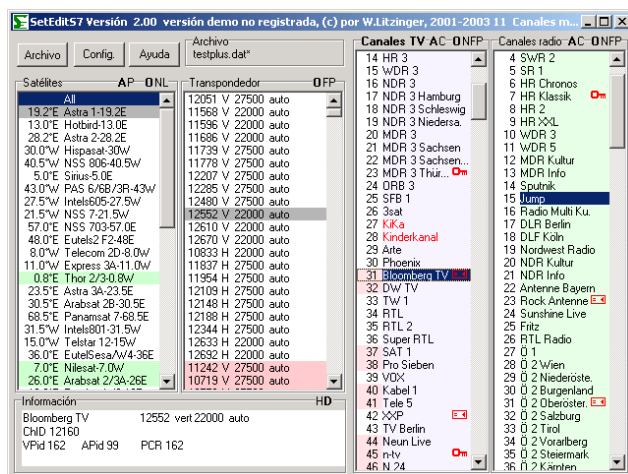 SetEditS7 Versión 2.00 versión demo no registrada, (c) por W.Litzinger, 2001-2003 11 Canales m...
Archivo
Config.
Ayuda
Archivo
testplus.dat*
Satélites AP ONL
All
19.2°E Astra 1-19.2E
13.0°E Hotbird-13.0E
28.2°E Astra 2-28.2E
30.0°W Hispasat-30W
40.5°W NSS 806-40.5W
5.0°E Sirius-5.0E
43.0°W PAS 6/6B/3R-43W
27.5°W Intels605-27.5W
21.5°W NSS 7-21.5W
57.0°E NSS 703-57.0E
48.0°E Eutels2 F2-48E
8.0°W Telecom 2D-8.0W
11.0°W Express 3A-11.0W
0.8°E Thor 2/3-0.8W
23.5°E Astra 3A-23.5E
30.5°E Arabsat 2B-30.5E
68.5°E Panamsat 7-68.5E
31.5°W Intels801-31.5W
15.0°W Telstar 12-15W
36.0°E EutelSesa/W4-36E
7.0°E Nilesat-7.0W
26.0°E Arabsat 2/3A-26E
Transpondedor OFP
12051 V 27500 auto
11568 V 22000 auto
11596 V 22000 auto
11686 V 22000 auto
11739 V 27500 auto
11778 V 27500 auto
12207 V 27500 auto
12285 V 27500 auto
12480 V 27500 auto
12552 V 22000 auto
12610 V 22000 auto
12670 V 22000 auto
10833 H 22000 auto
11837 H 27500 auto
11954 H 27500 auto
12109 H 27500 auto
12148 H 27500 auto
12188 H 27500 auto
12344 H 27500 auto
12633 H 22000 auto
12692 H 22000 auto
11242 V 27500 auto
10719 V 27500 auto
Información HD
Bloomberg TV 12552 vert 22000 auto
ChID 12160
VPid 162 APid 99 PCR 162
Canales TV AC ONFP
14 HR 3
15 WDR 3
16 NDR 3
17 NDR 3 Hamburg
18 NDR 3 Schleswig
19 NDR 3 Niedersa.
20 MDR 3
21 MDR 3 Sachsen
22 MDR 3 Sachsen...
23 MDR 3 Thür...
24 ORB 3
25 SFB 1
26 3sat
27 KiKa
28 Kinderkanal
29 Arte
30 Phoenix
31 Bloomberg TV
32 DW TV
33 TW 1
34 RTL
35 RTL 2
36 Super RTL
37 SAT 1
38 Pro Sieben
39 VOX
40 Kabel 1
41 Tele 5
42 XXP
43 TV Berlin
44 Neun Live
45 n-tv
46 N 24
Canales radio AC ONFP
4 SWR 2
5 SR 1
6 HR Chronos
7 HR Klassik
8 HR 2
9 HR XXL
10 WDR 3
11 WDR 5
12 MDR Kultur
13 MDR Info
14 Sputnik
15 Jump
16 Radio Multi Ku.
17 DLR Berlin
18 DLF Köln
19 Nordwest Radio
20 NDR Kultur
21 NDR Info
22 Antenne Bayern
23 Rock Antenne
24 Sunshine Live
25 Fritz
26 RTL Radio
27 Ö 1
28 Ö 2 Wien
29 Ö 2 Niederöste.
30 Ö 2 Burgenland
31 Ö 2 Oberöster.
32 Ö 2 Salzburg
33 Ö 2 Tirol
34 Ö 2 Vorarlberg
35 Ö 2 Steiermark
36 Ö 2 Kärnten